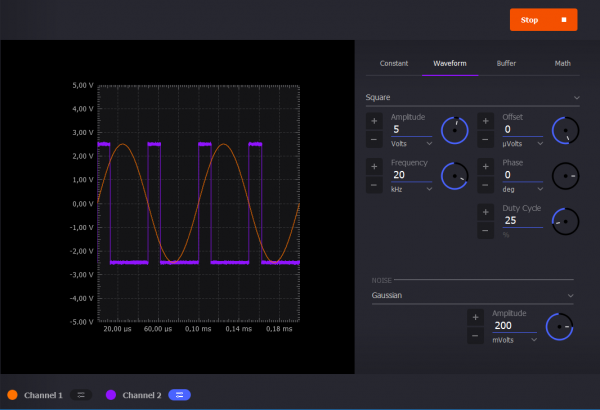 Stop
Constant Waveform Buffer Math
Square
5,00 V
4,00 V
3,00 V
2,00 V
1,00 V
0,00 V
-1,00 V
-2,00 V
-3,00 V
-4,00 V
-5,00 V
20,00 µs 60,00 µs 0,10 ms 0,14 ms 0,18 ms
+ Amplitude + Offset
5 0
− Volts − µVolts
+ Frequency + Phase
20 0
− kHz − deg
+ Duty Cycle
25
− %
NOISE
Gaussian
+ Amplitude
200
− mVolts
Channel 1 Channel 2